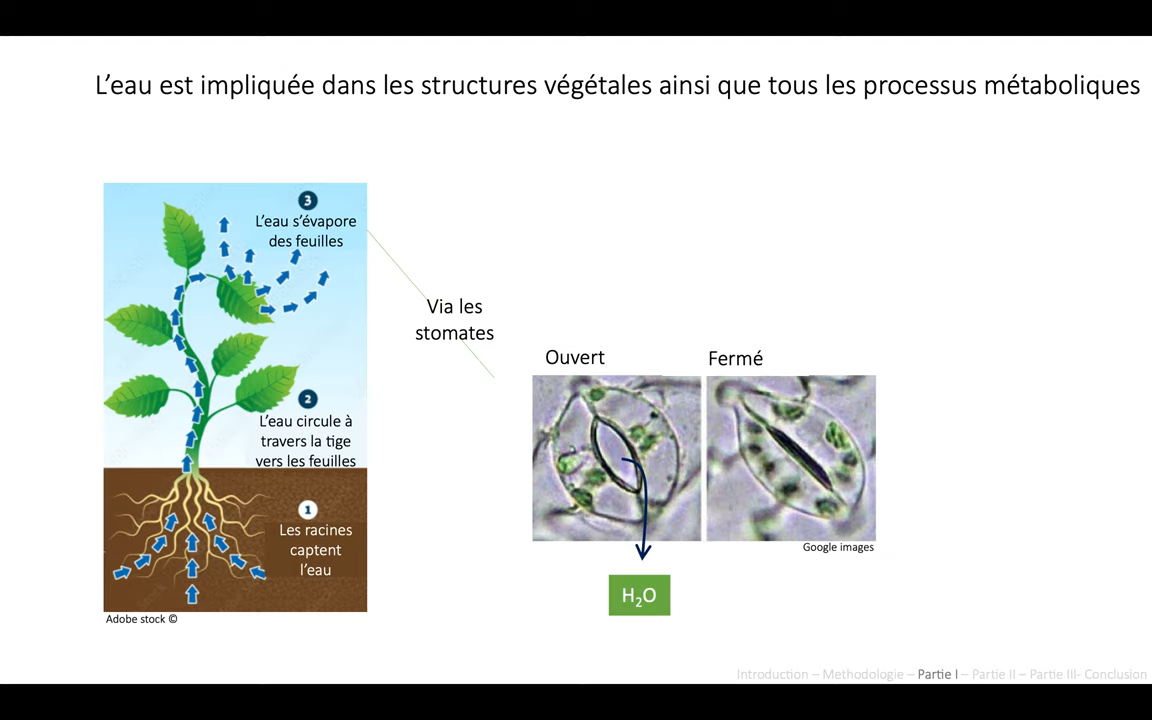 L’eau est impliquée dans les structures végétales ainsi que tous les processus métaboliques
3
L’eau s’évapore
des feuilles
Via les
stomates
Ouvert
Fermé
2
L’eau circule à
travers la tige
vers les feuilles
1
Les racines
captent
l’eau
Google images
H₂O
Adobe stock ©
Introduction – Methodologie – Partie I – Partie II – Partie III- Conclusion